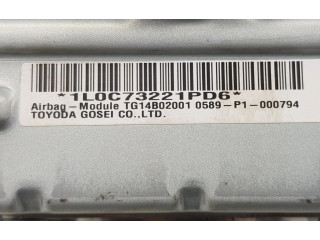 *1L0C73221PD6*
Airbag-Module TG14B02001 0589-P1-000794
TOYODA GOSEI CO.,LTD.